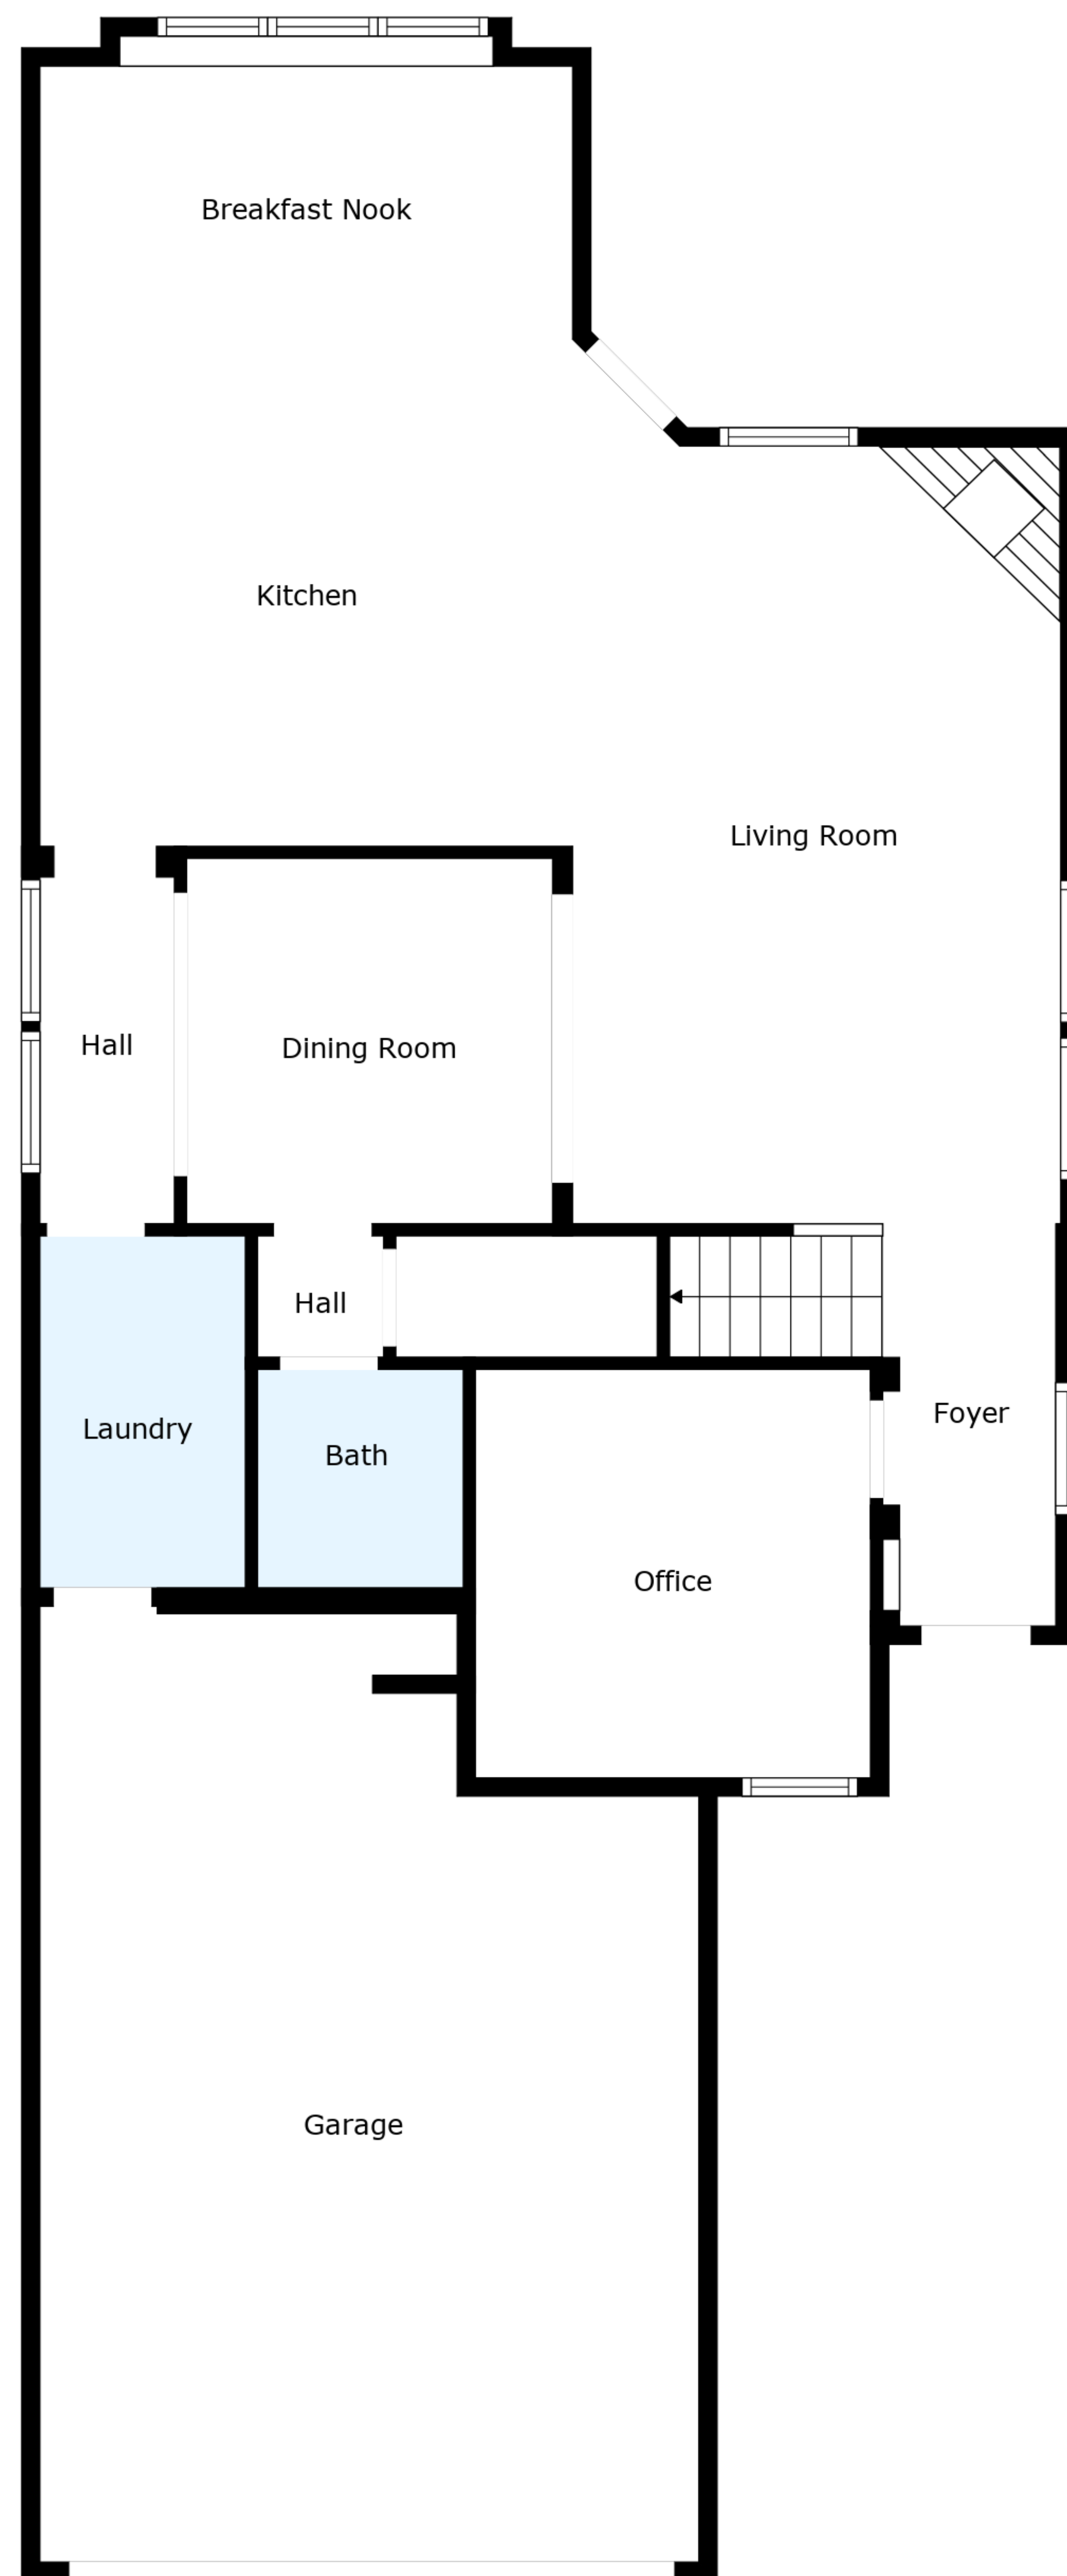 Breakfast Nook
Kitchen
Living Room
Hall
Dining Room
Hall
Foyer
Laundry
Bath
Office
Garage